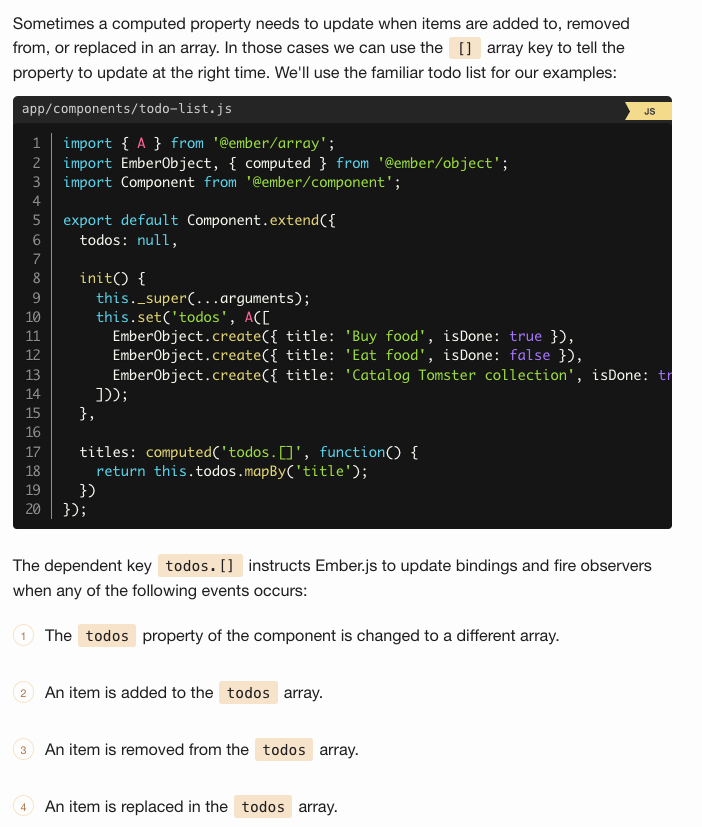 Sometimes a computed property needs to update when items are added to, removed
from, or replaced in an array. In those cases we can use the [] array key to tell the
property to update at the right time. We'll use the familiar todo list for our examples:
app/components/todo-list.js
JS
1 import { A } from '@ember/array';
2 import EmberObject, { computed } from '@ember/object';
3 import Component from '@ember/component';
4
5 export default Component.extend({
6   todos: null,
7
8   init() {
9     this._super(...arguments);
10     this.set('todos', A([
11       EmberObject.create({ title: 'Buy food', isDone: true }),
12       EmberObject.create({ title: 'Eat food', isDone: false }),
13       EmberObject.create({ title: 'Catalog Tomster collection', isDone: tr
14     ]));
15   },
16
17   titles: computed('todos.[]', function() {
18     return this.todos.mapBy('title');
19   })
20 });
The dependent key todos.[] instructs Ember.js to update bindings and fire observers
when any of the following events occurs:
1 The todos property of the component is changed to a different array.
2 An item is added to the todos array.
3 An item is removed from the todos array.
4 An item is replaced in the todos array.